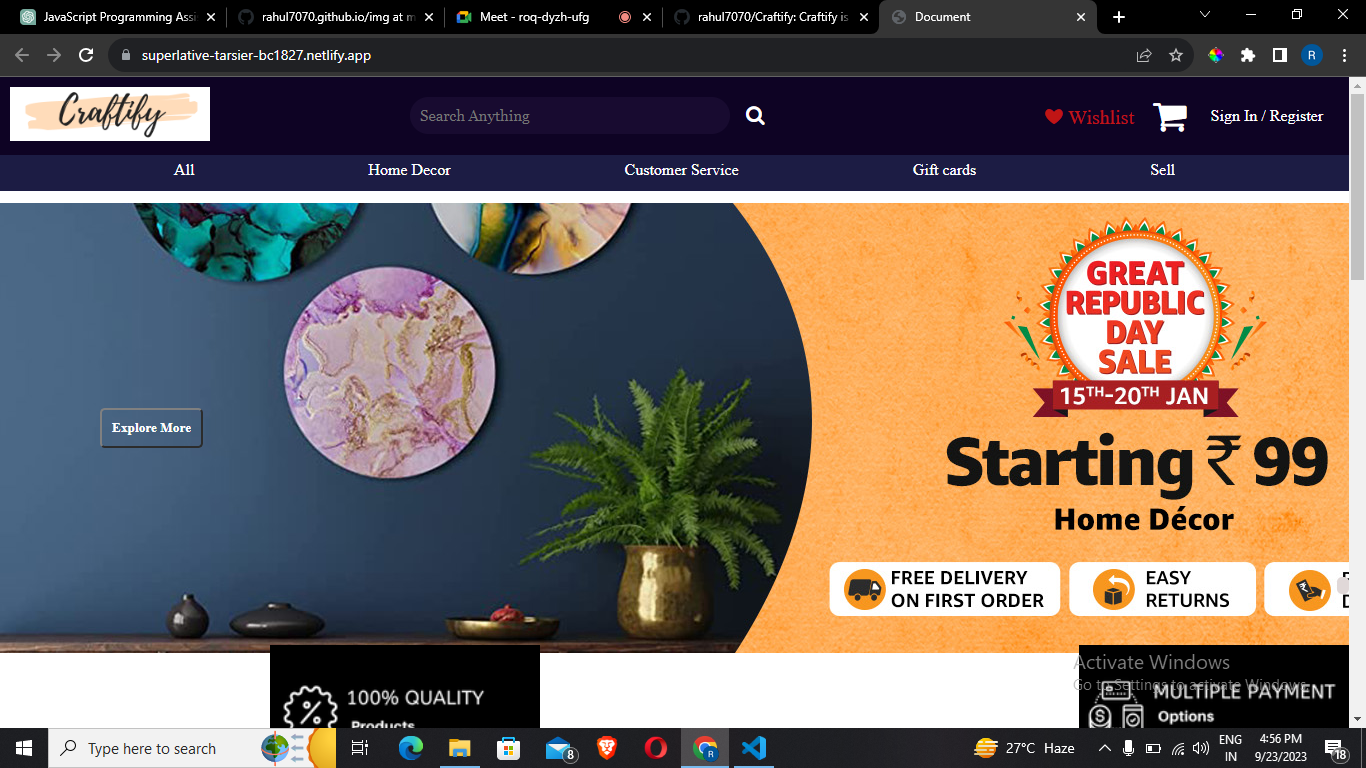 JavaScript Programming Assi
rahul7070.github.io/img at m
Meet - roq-dyzh-ufg
rahul7070/Craftify: Craftify is
Document
superlative-tarsier-bc1827.netlify.app
R
Craftify
Search Anything
Wishlist
Sign In / Register
All
Home Decor
Customer Service
Gift cards
Sell
GREAT
REPUBLIC
DAY
SALE
15TH-20TH JAN
Explore More
Starting ₹ 99
Home Décor
FREE DELIVERY
ON FIRST ORDER
EASY
RETURNS
100% QUALITY
Products
Activate Windows
Go to Settings to activate Windows.
MULTIPLE PAYMENT
Options
Type here to search
8
R
27°C Haze
ENG
IN
4:56 PM
9/23/2023
18